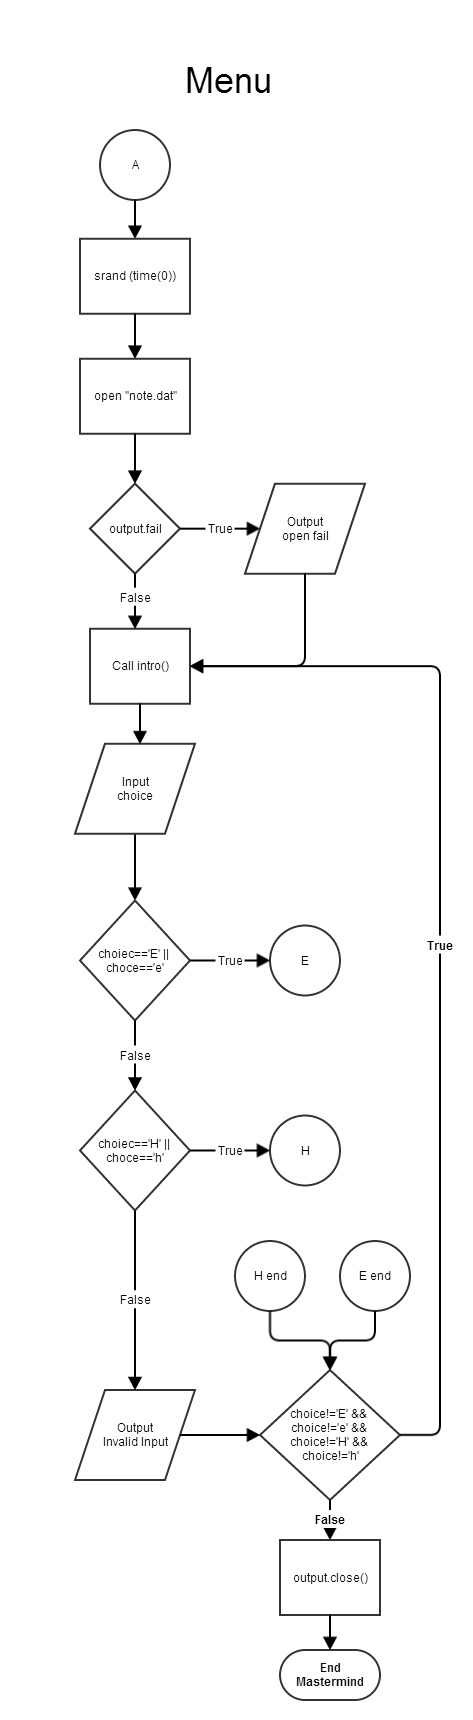 Menu
A
srand (time(0))
open "note.dat"
output.fail
True
Output
open fail
False
Call intro()
Input
choice
True
choiec=='E' ||
choce=='e'
True
E
False
choiec=='H' ||
choce=='h'
True
H
H end
E end
False
choice!='E' &&
choice!='e' &&
choice!='H' &&
choice!='h'
Output
Invalid Input
False
output.close()
End
Mastermind